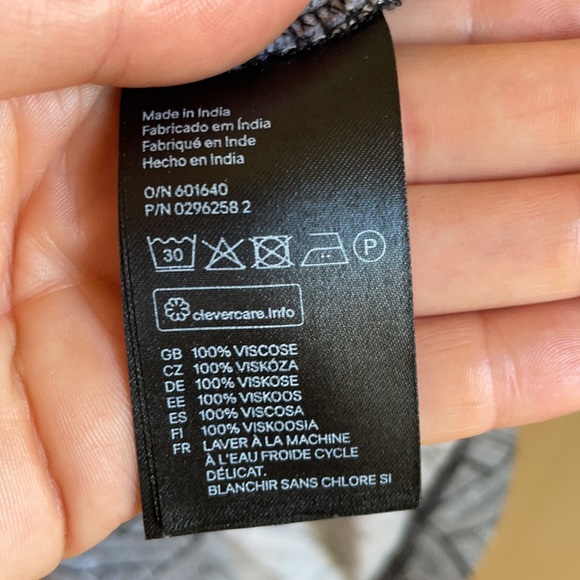 Made in India
Fabricado em Índia
Fabriqué en Inde
Hecho en India
O/N 601640
P/N 0296258 2
30 P
clevercare.info
GB 100% VISCOSE
CZ 100% VISKÓZA
DE 100% VISKOSE
EE 100% VISKOOS
ES 100% VISCOSA
FI 100% VISKOOSIA
FR LAVER À LA MACHINE
À L'EAU FROIDE CYCLE
DÉLICAT.
BLANCHIR SANS CHLORE SI